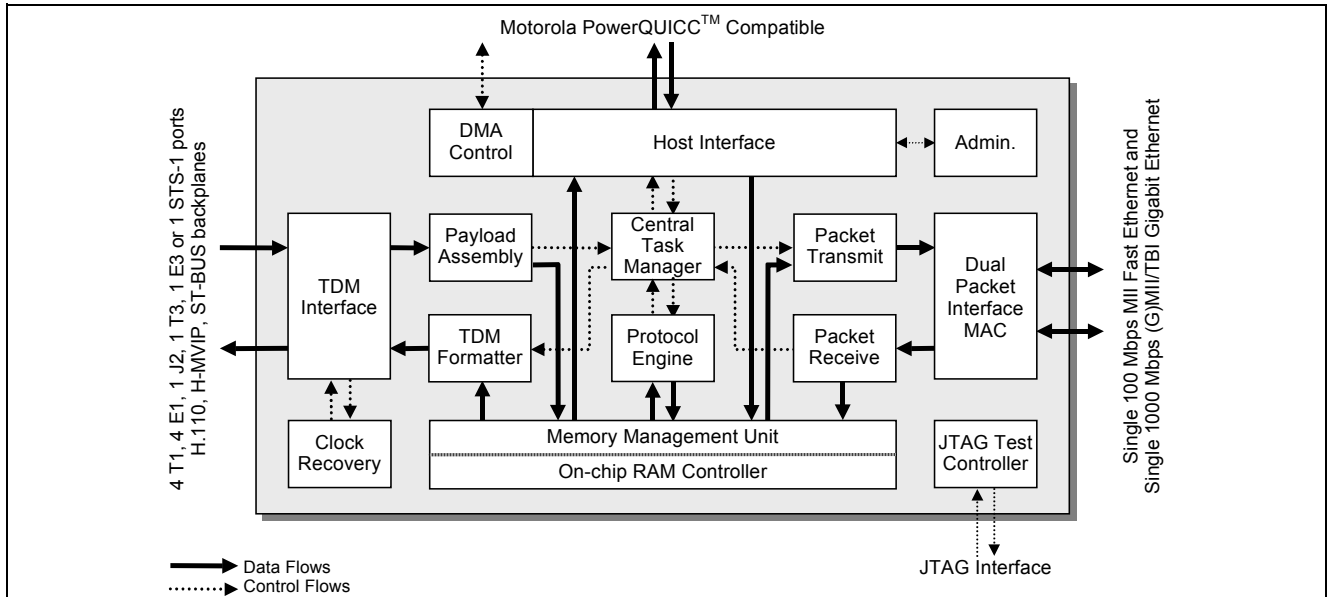 Motorola PowerQUICC™ Compatible
4 T1, 4 E1, 1 J2, 1 T3, 1 E3 or 1 STS-1 ports
H.110, H-MVIP, ST-BUS backplanes
DMA
Control
Host Interface
Admin.
TDM
Interface
Payload
Assembly
Central
Task
Manager
Packet
Transmit
Dual
Packet
Interface
MAC
TDM
Formatter
Protocol
Engine
Packet
Receive
Clock
Recovery
Memory Management Unit
On-chip RAM Controller
JTAG Test
Controller
Single 100 Mbps MII Fast Ethernet and
Single 1000 Mbps (G)MII/TBI Gigabit Ethernet
JTAG Interface
Data Flows
Control Flows